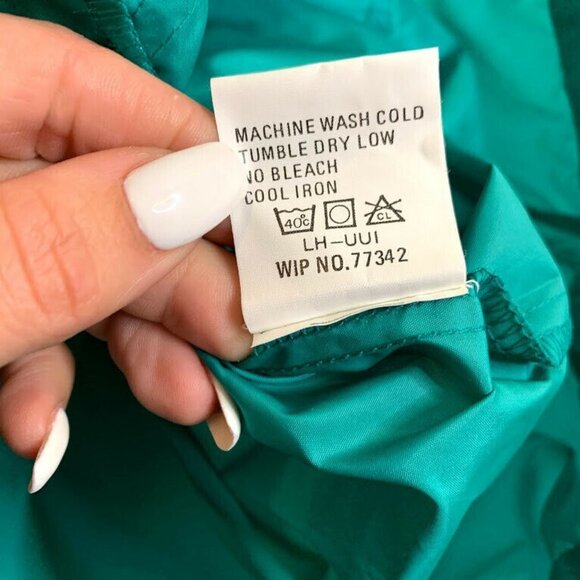 MACHINE WASH COLD
TUMBLE DRY LOW
NO BLEACH
COOL IRON
40°C CL
LH-UUI
WIP NO.77342